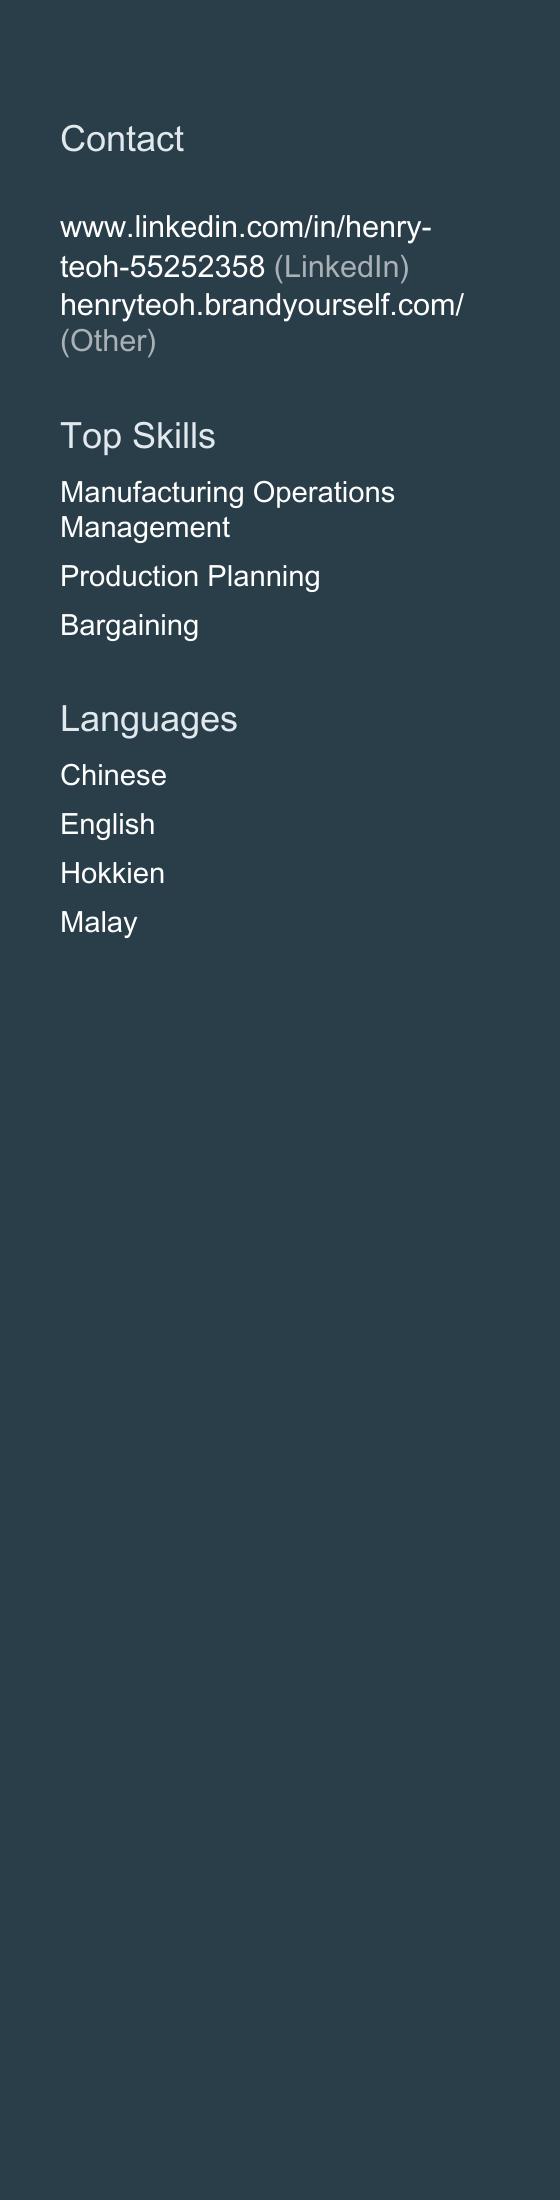 Contact
www.linkedin.com/in/henry-
teoh-55252358 (LinkedIn)
henryteoh.brandyourself.com/
(Other)
Top Skills
Manufacturing Operations
Management
Production Planning
Bargaining
Languages
Chinese
English
Hokkien
Malay